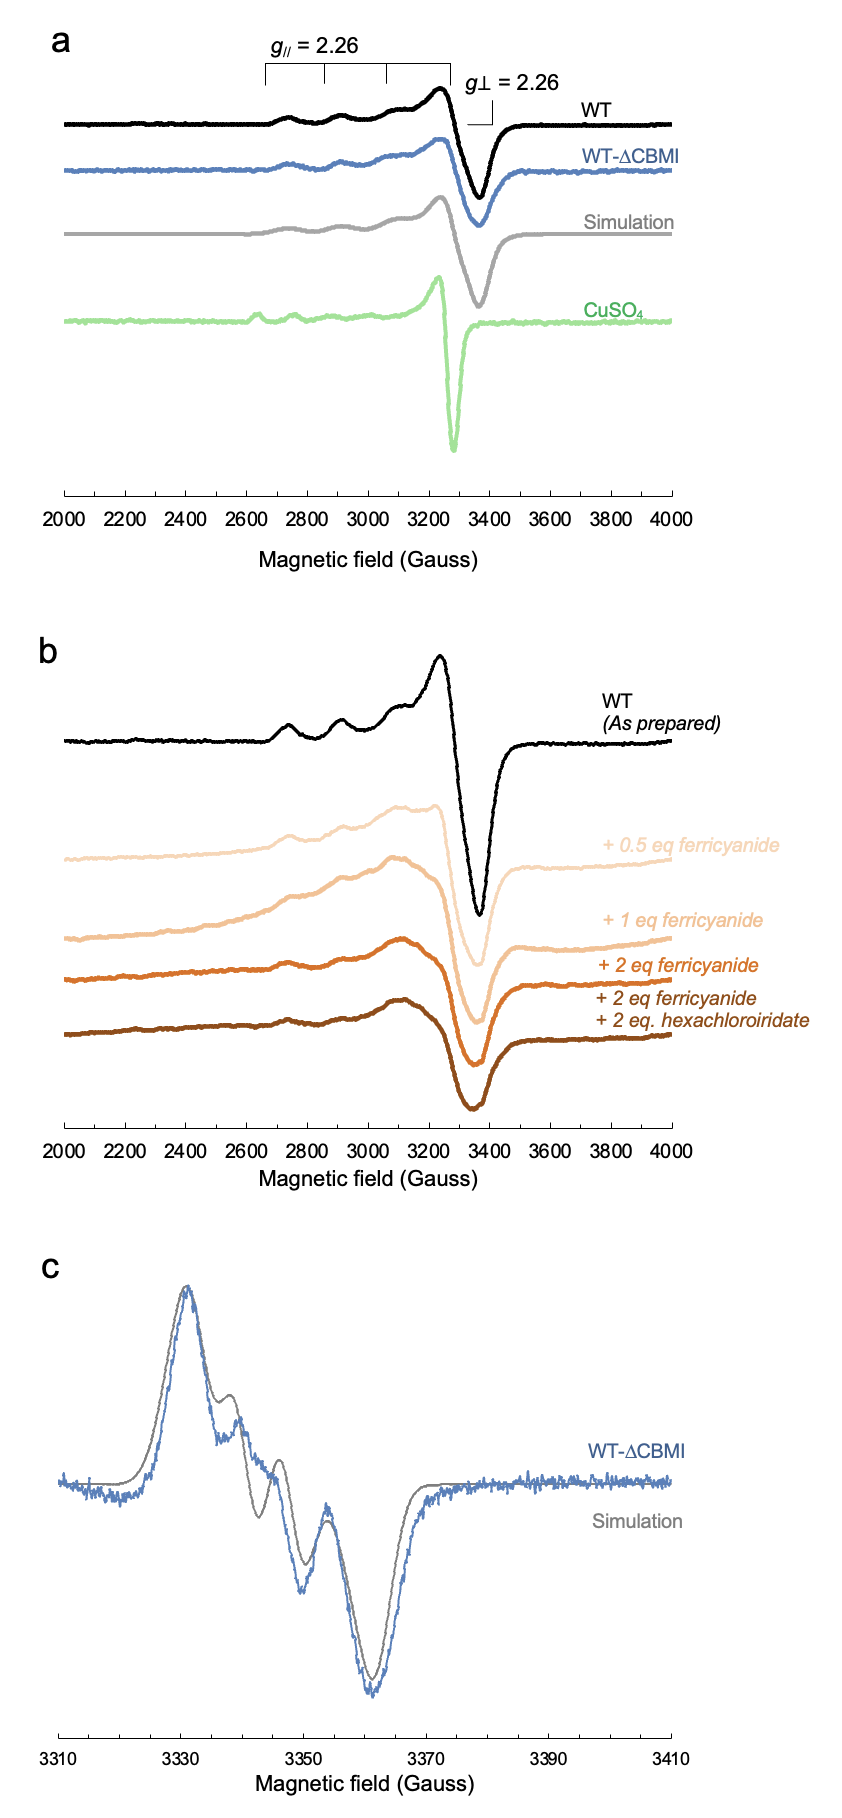 a
g// = 2.26
g⊥ = 2.26
WT
WT-ΔCBMI
Simulation
CuSO₄
2000 2200 2400 2600 2800 3000 3200 3400 3600 3800 4000
Magnetic field (Gauss)
b
WT
(As prepared)
+ 0.5 eq ferricyanide
+ 1 eq ferricyanide
+ 2 eq ferricyanide
+ 2 eq ferricyanide
+ 2 eq. hexachloroiridate
2000 2200 2400 2600 2800 3000 3200 3400 3600 3800 4000
Magnetic field (Gauss)
c
WT-ΔCBMI
Simulation
3310 3330 3350 3370 3390 3410
Magnetic field (Gauss)